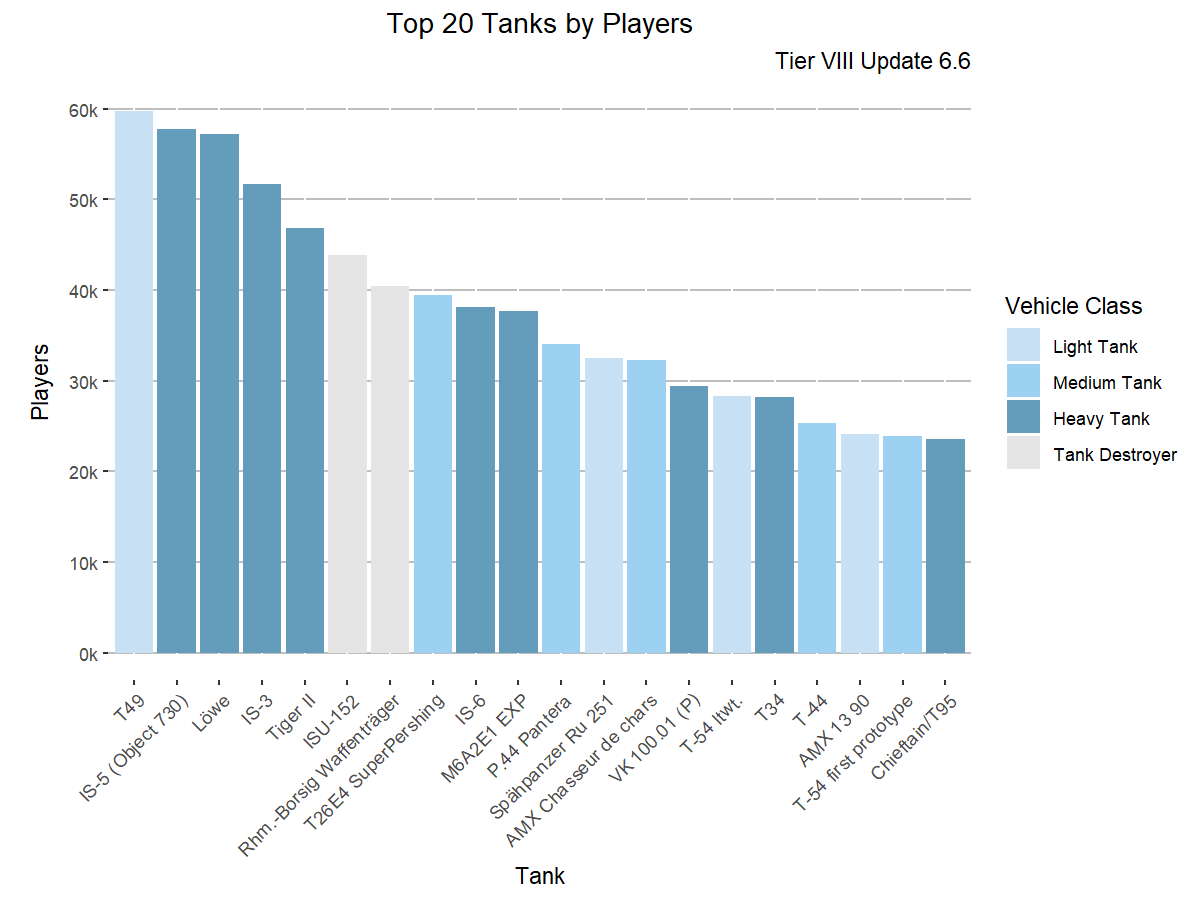 Top 20 Tanks by Players
Tier VIII Update 6.6
Players
60k
50k
40k
30k
20k
10k
0k
T49
IS-5 (Object 730)
Löwe
IS-3
Tiger II
ISU-152
Rhm.-Borsig Waffenträger
T26E4 SuperPershing
IS-6
M6A2E1 EXP
P.44 Pantera
Spähpanzer Ru 251
AMX Chasseur de chars
VK 100.01 (P)
T-54 ltwt.
T34
T-44
AMX 13 90
T-54 first prototype
Chieftain/T95
Tank
Vehicle Class
Light Tank
Medium Tank
Heavy Tank
Tank Destroyer